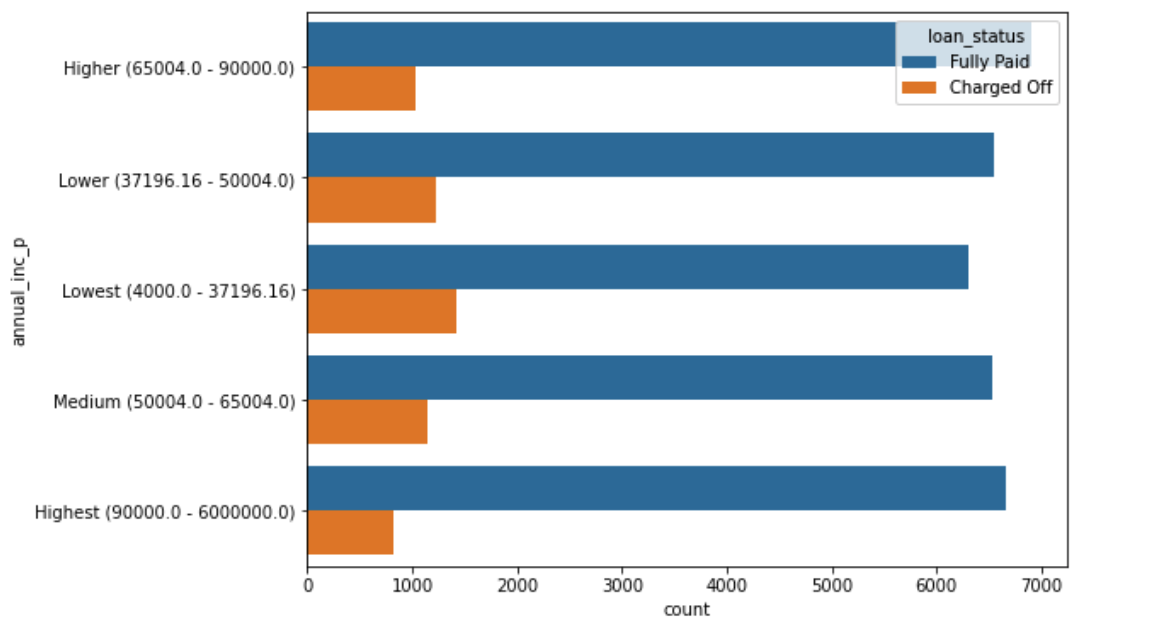 loan_status
Fully Paid
Charged Off
Higher (65004.0 - 90000.0)
Lower (37196.16 - 50004.0)
Lowest (4000.0 - 37196.16)
Medium (50004.0 - 65004.0)
Highest (90000.0 - 6000000.0)
annual_inc_p
0 1000 2000 3000 4000 5000 6000 7000
count